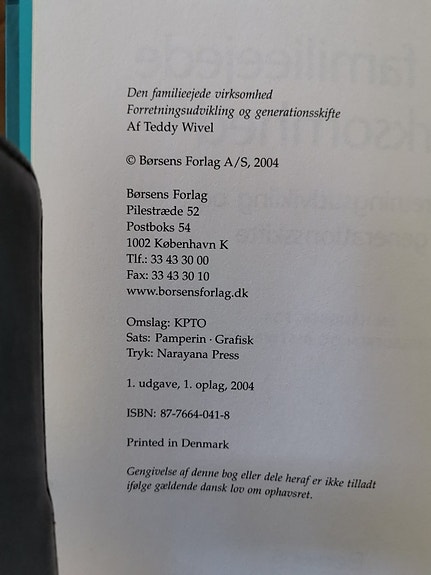 Den familieejede virksomhed
Forretningsudvikling og generationsskifte
Af Teddy Wivel
© Børsens Forlag A/S, 2004
Børsens Forlag
Pilestræde 52
Postboks 54
1002 København K
Tlf.: 33 43 30 00
Fax: 33 43 30 10
www.borsensforlag.dk
Omslag: KPTO
Sats: Pamperin · Grafisk
Tryk: Narayana Press
1. udgave, 1. oplag, 2004
ISBN: 87-7664-041-8
Printed in Denmark
Gengivelse af denne bog eller dele heraf er ikke tilladt
ifølge gældende dansk lov om ophavsret.